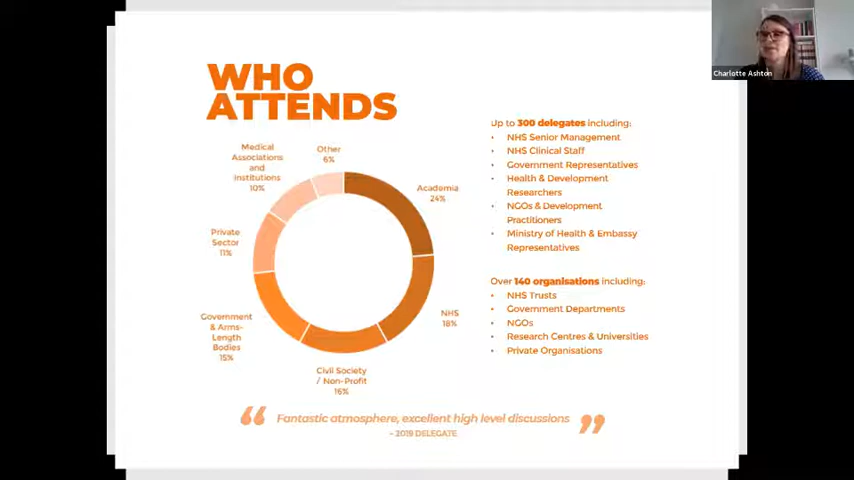 Charlotte Ashton
WHO
ATTENDS
Medical
Associations
and
Institutions
10%
Other
6%
Academia
24%
Private
Sector
11%
NHS
18%
Government
& Arms-
Length
Bodies
15%
Civil Society
/ Non-Profit
16%
Up to 300 delegates including:
• NHS Senior Management
• NHS Clinical Staff
• Government Representatives
• Health & Development
Researchers
• NGOs & Development
Practitioners
• Ministry of Health & Embassy
Representatives
Over 140 organisations including:
• NHS Trusts
• Government Departments
• NGOs
• Research Centres & Universities
• Private Organisations
“ Fantastic atmosphere, excellent high level discussions ”
- 2019 DELEGATE